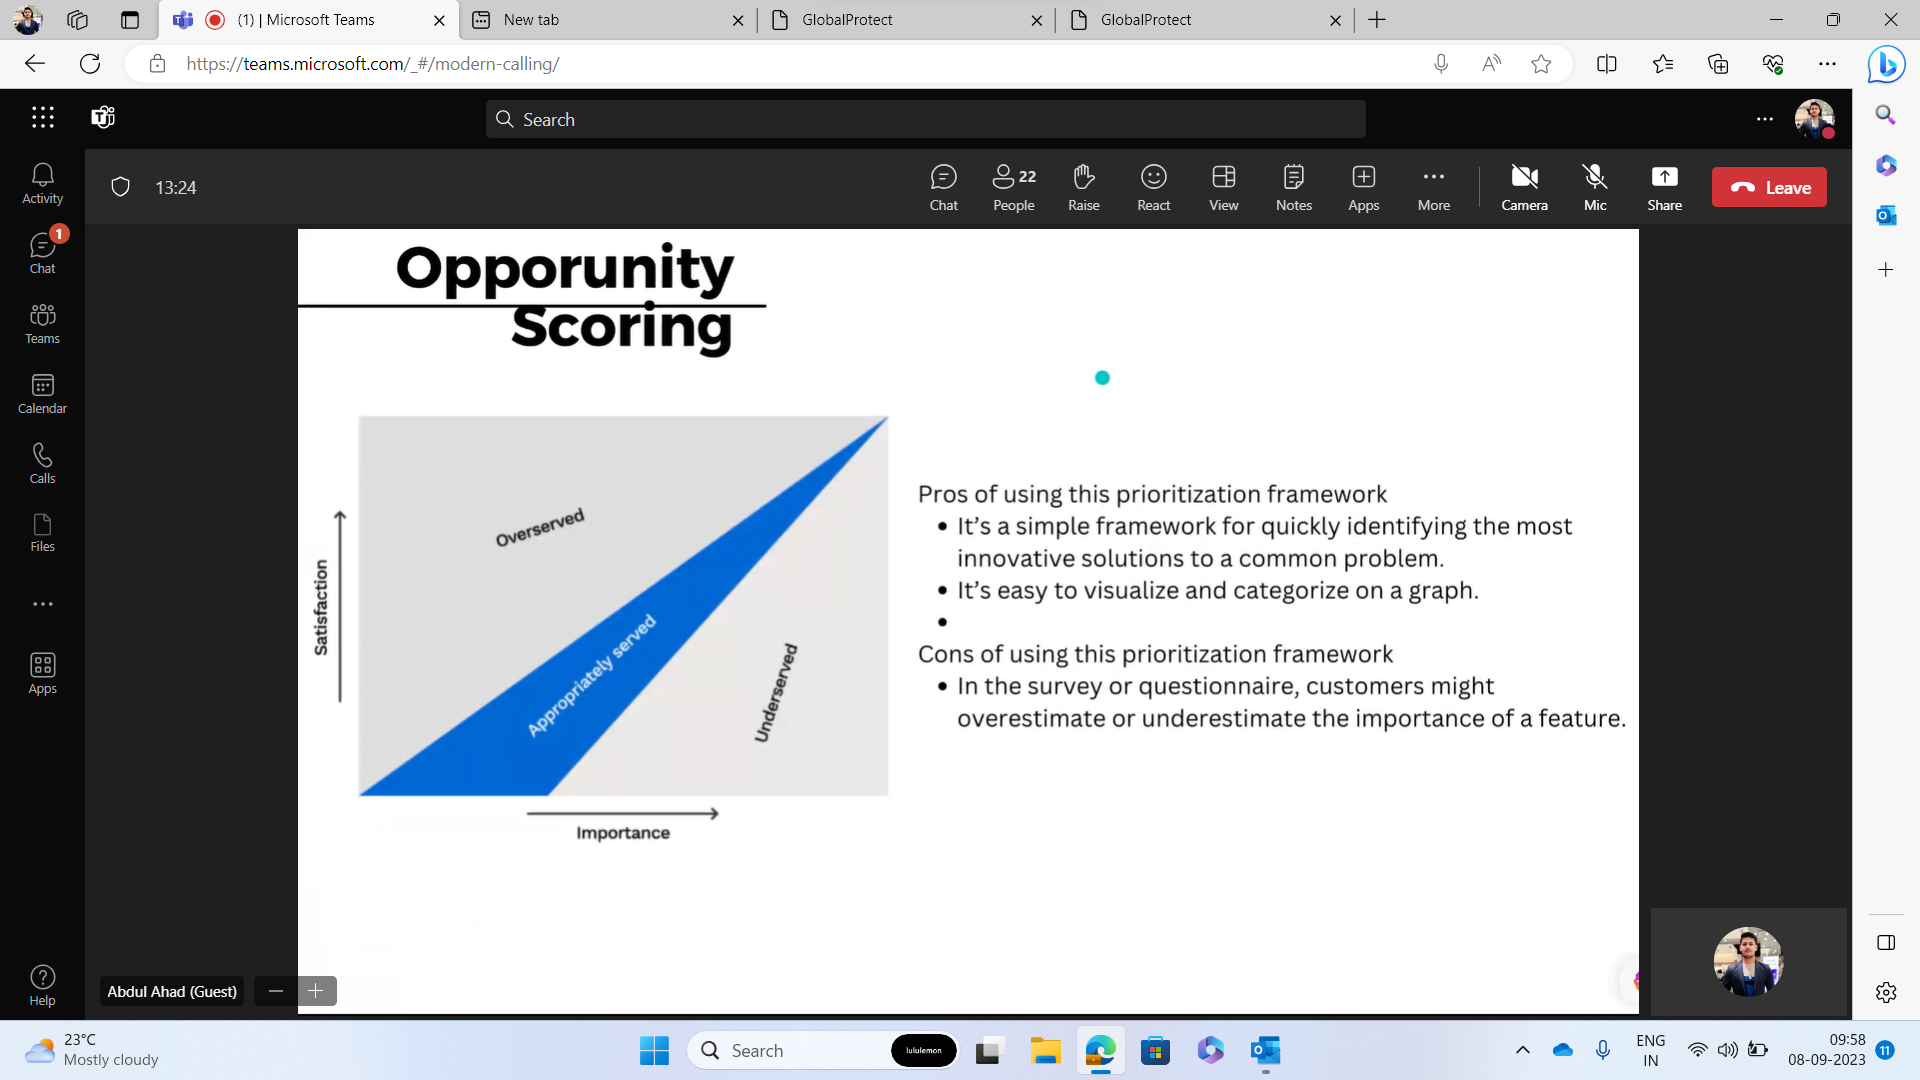 (1) | Microsoft Teams
New tab
GlobalProtect
GlobalProtect
https://teams.microsoft.com/_#/modern-calling/
Search
13:24
Chat
22
People
Raise
React
View
Notes
Apps
More
Camera
Mic
Share
Leave
Activity
1
Chat
Teams
Calendar
Calls
Files
Apps
Help
Opporunity
Scoring
Satisfaction
Overserved
Appropriately served
Underserved
Importance
Pros of using this prioritization framework
• It's a simple framework for quickly identifying the most
innovative solutions to a common problem.
• It's easy to visualize and categorize on a graph.
•
Cons of using this prioritization framework
• In the survey or questionnaire, customers might
overestimate or underestimate the importance of a feature.
Abdul Ahad (Guest)
23°C
Mostly cloudy
Search
lululemon
ENG
IN
09:58
08-09-2023
11